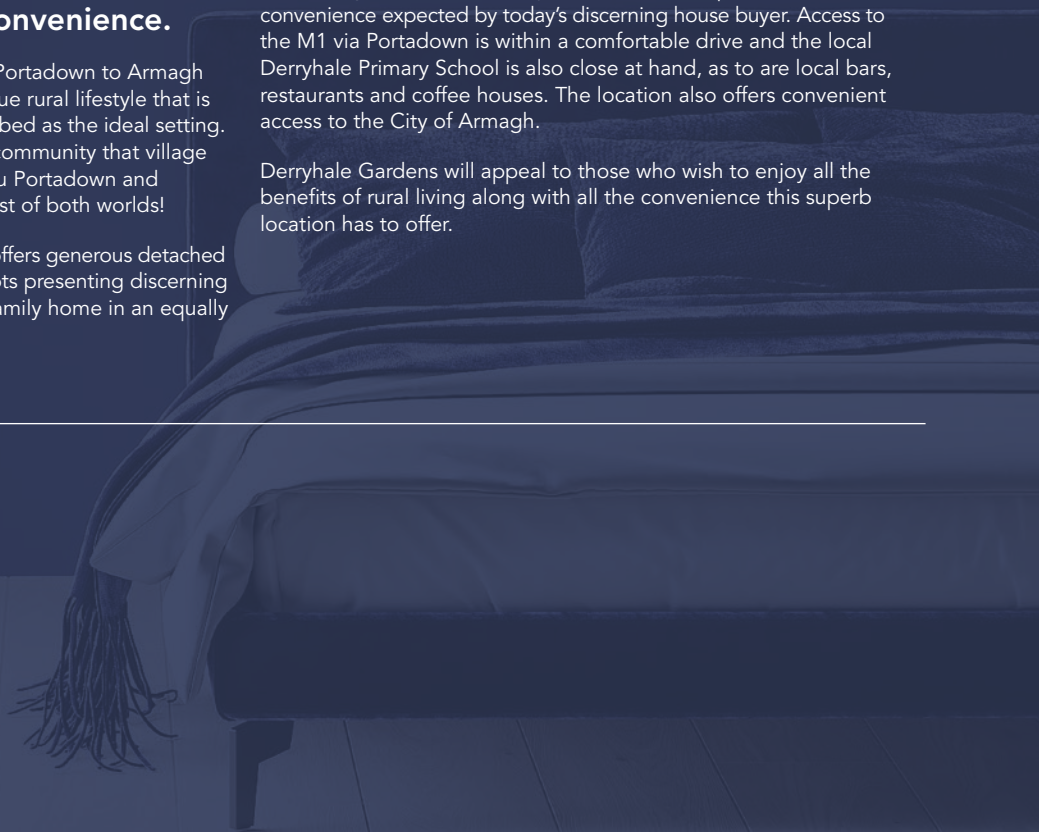 onvenience.
Portadown to Armagh
ue rural lifestyle that is
bed as the ideal setting.
community that village
u Portadown and
st of both worlds!
offers generous detached
ots presenting discerning
amily home in an equally
convenience expected by today’s discerning house buyer. Access to
the M1 via Portadown is within a comfortable drive and the local
Derryhale Primary School is also close at hand, as to are local bars,
restaurants and coffee houses. The location also offers convenient
access to the City of Armagh.
Derryhale Gardens will appeal to those who wish to enjoy all the
benefits of rural living along with all the convenience this superb
location has to offer.